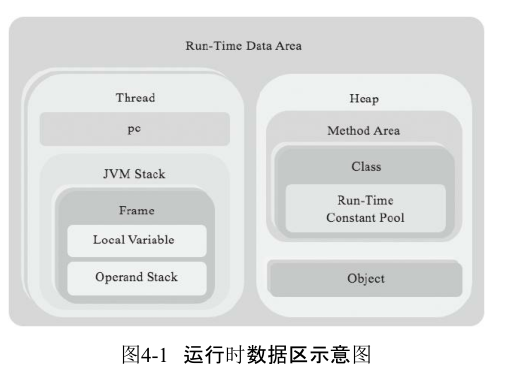 Run-Time Data Area
Thread
pc
JVM Stack
Frame
Local Variable
Operand Stack
Heap
Method Area
Class
Run-Time
Constant Pool
Object
图4-1 运行时数据区示意图